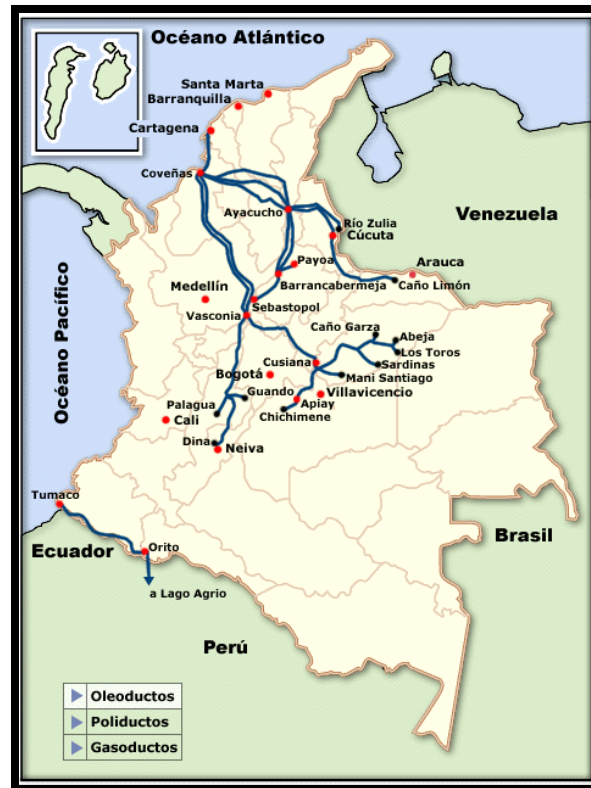 Océano Atlántico
Santa Marta
Barranquilla
Cartagena
Coveñas
Ayacucho
Río Zulia
Cúcuta
Venezuela
Payoa
Arauca
Barrancabermeja
Caño Limón
Medellín
Sebastopol
Vasconia
Océano Pacífico
Caño Garza
Abeja
Los Toros
Cusiana
Sardinas
Bogotá
Mani Santiago
Guando
Villavicencio
Palagua
Apiay
Chichimene
Cali
Dina
Neiva
Tumaco
Ecuador
Orito
Brasil
a Lago Agrio
Perú
Oleoductos
Poliductos
Gasoductos